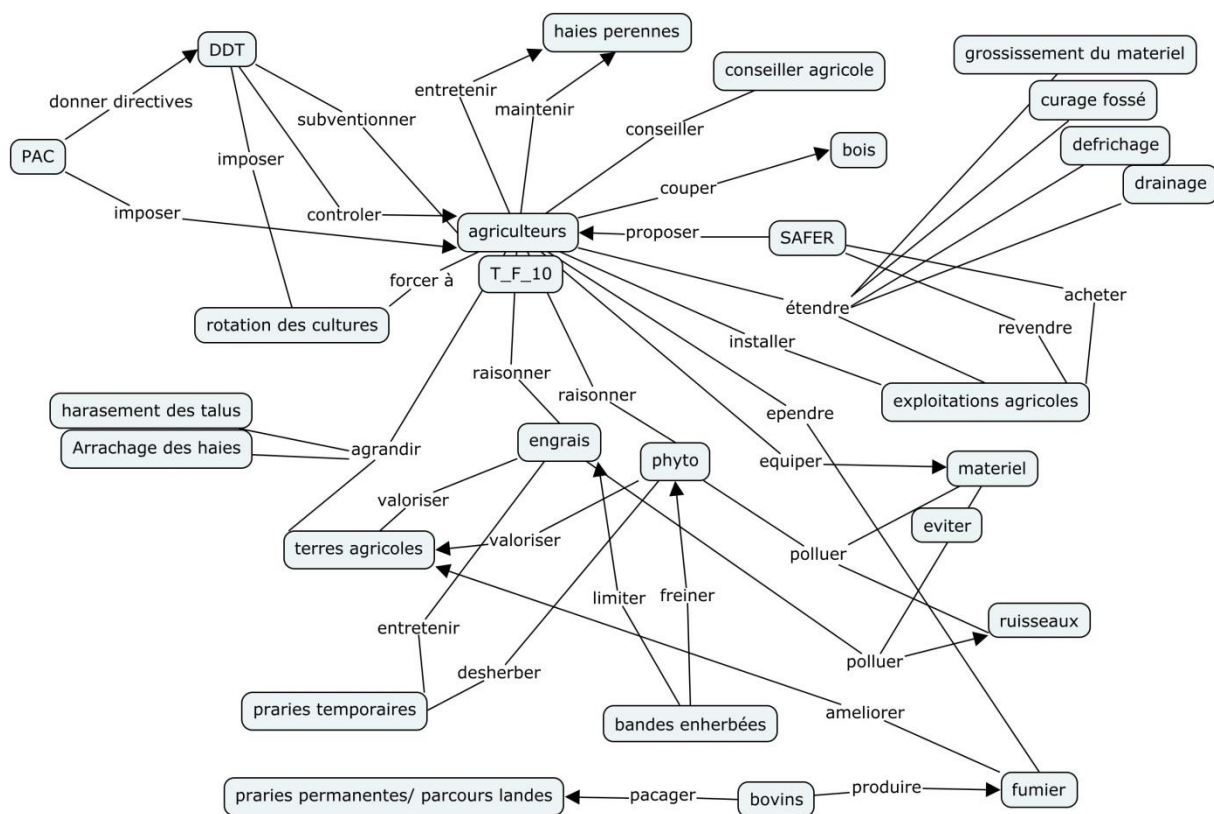 haies perennes
DDT
grossissement du materiel
conseiller agricole
entretenir
curage fossé
donner directives
maintenir
subventionner
conseiller
defrichage
PAC
bois
imposer
drainage
couper
imposer
controler
agriculteurs
proposer
SAFER
forcer à
T_F_10
acheter
étendre
rotation des cultures
revendre
installer
raisonner
raisonner
exploitations agricoles
harasement des talus
ependre
engrais
Arrachage des haies
agrandir
phyto
equiper
materiel
valoriser
eviter
terres agricoles
valoriser
polluer
limiter
freiner
ruisseaux
entretenir
polluer
desherber
praries temporaires
ameliorer
bandes enherbées
produire
praries permanentes/ parcours landes
pacager
bovins
fumier